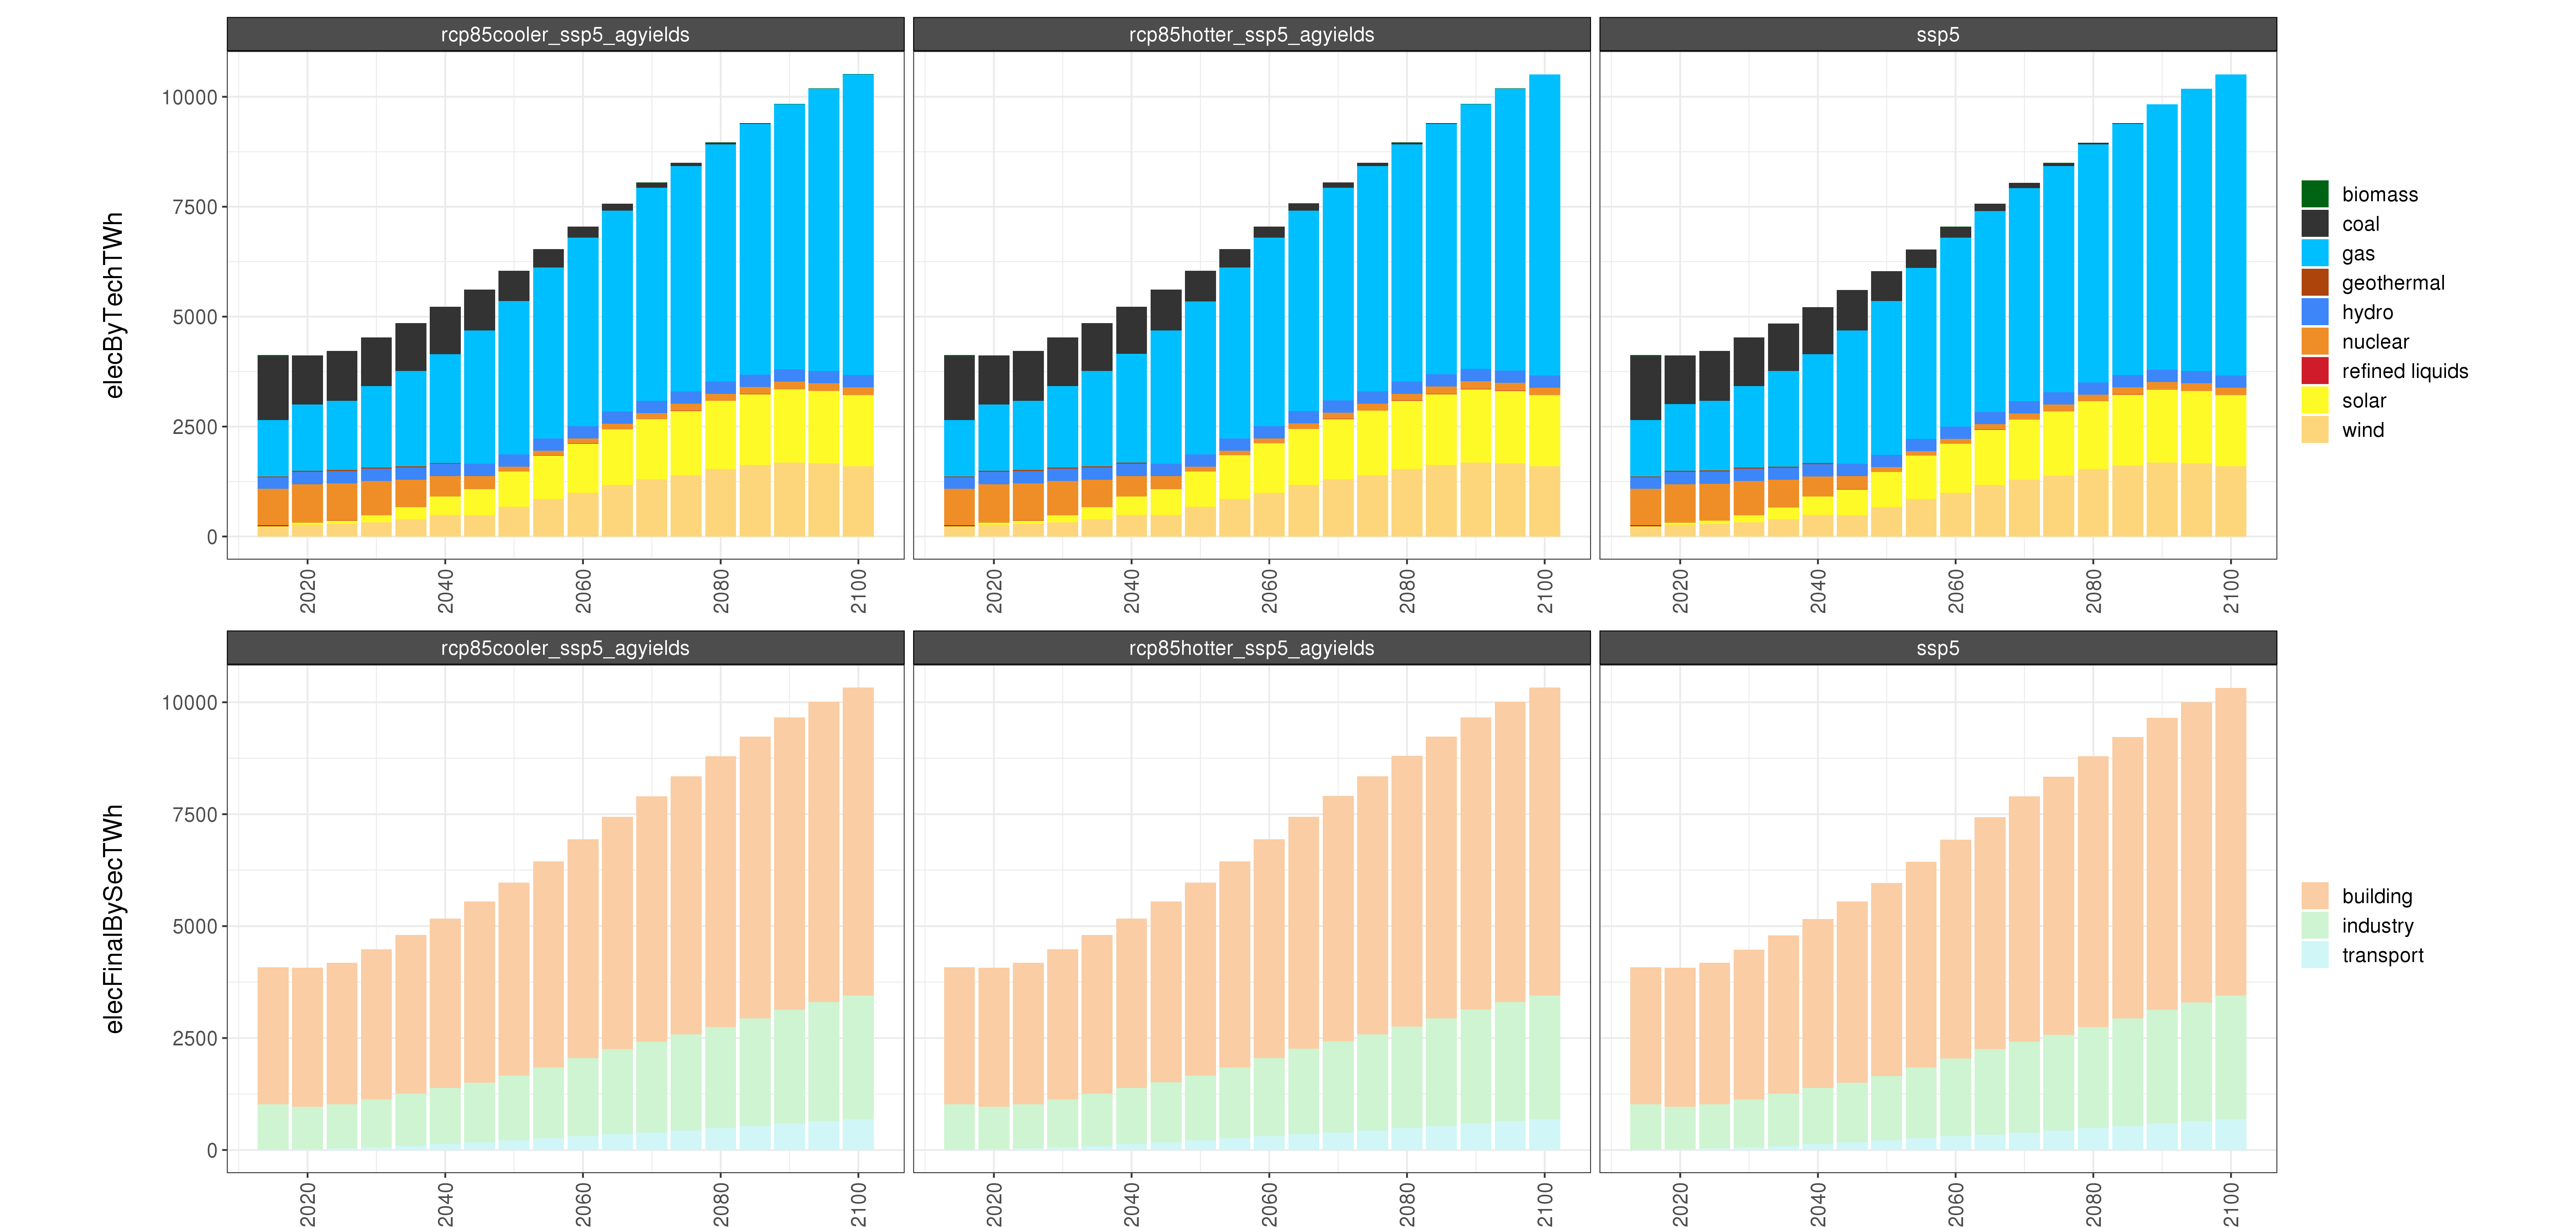 rcp85cooler_ssp5_agyields
rcp85hotter_ssp5_agyields
ssp5
elecByTechTWh
10000
7500
5000
2500
0
2020
2040
2060
2080
2100
2020
2040
2060
2080
2100
2020
2040
2060
2080
2100
biomass
coal
gas
geothermal
hydro
nuclear
refined liquids
solar
wind
rcp85cooler_ssp5_agyields
rcp85hotter_ssp5_agyields
ssp5
elecFinalBySecTWh
10000
7500
5000
2500
0
2020
2040
2060
2080
2100
2020
2040
2060
2080
2100
2020
2040
2060
2080
2100
building
industry
transport